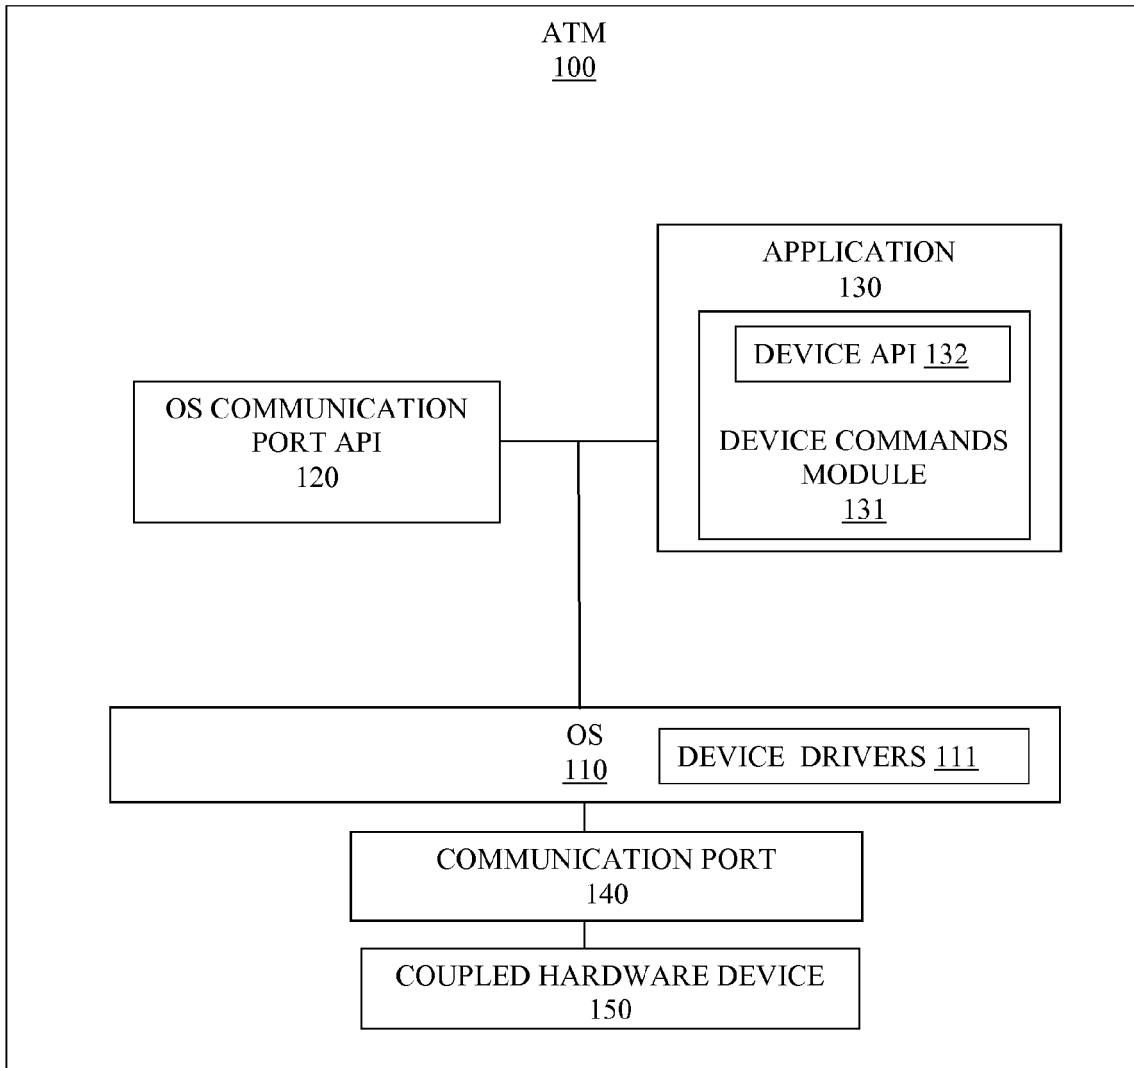 ATM
100
APPLICATION
130
DEVICE API 132
DEVICE COMMANDS
MODULE
131
OS COMMUNICATION
PORT API
120
OS
110
DEVICE DRIVERS 111
COMMUNICATION PORT
140
COUPLED HARDWARE DEVICE
150